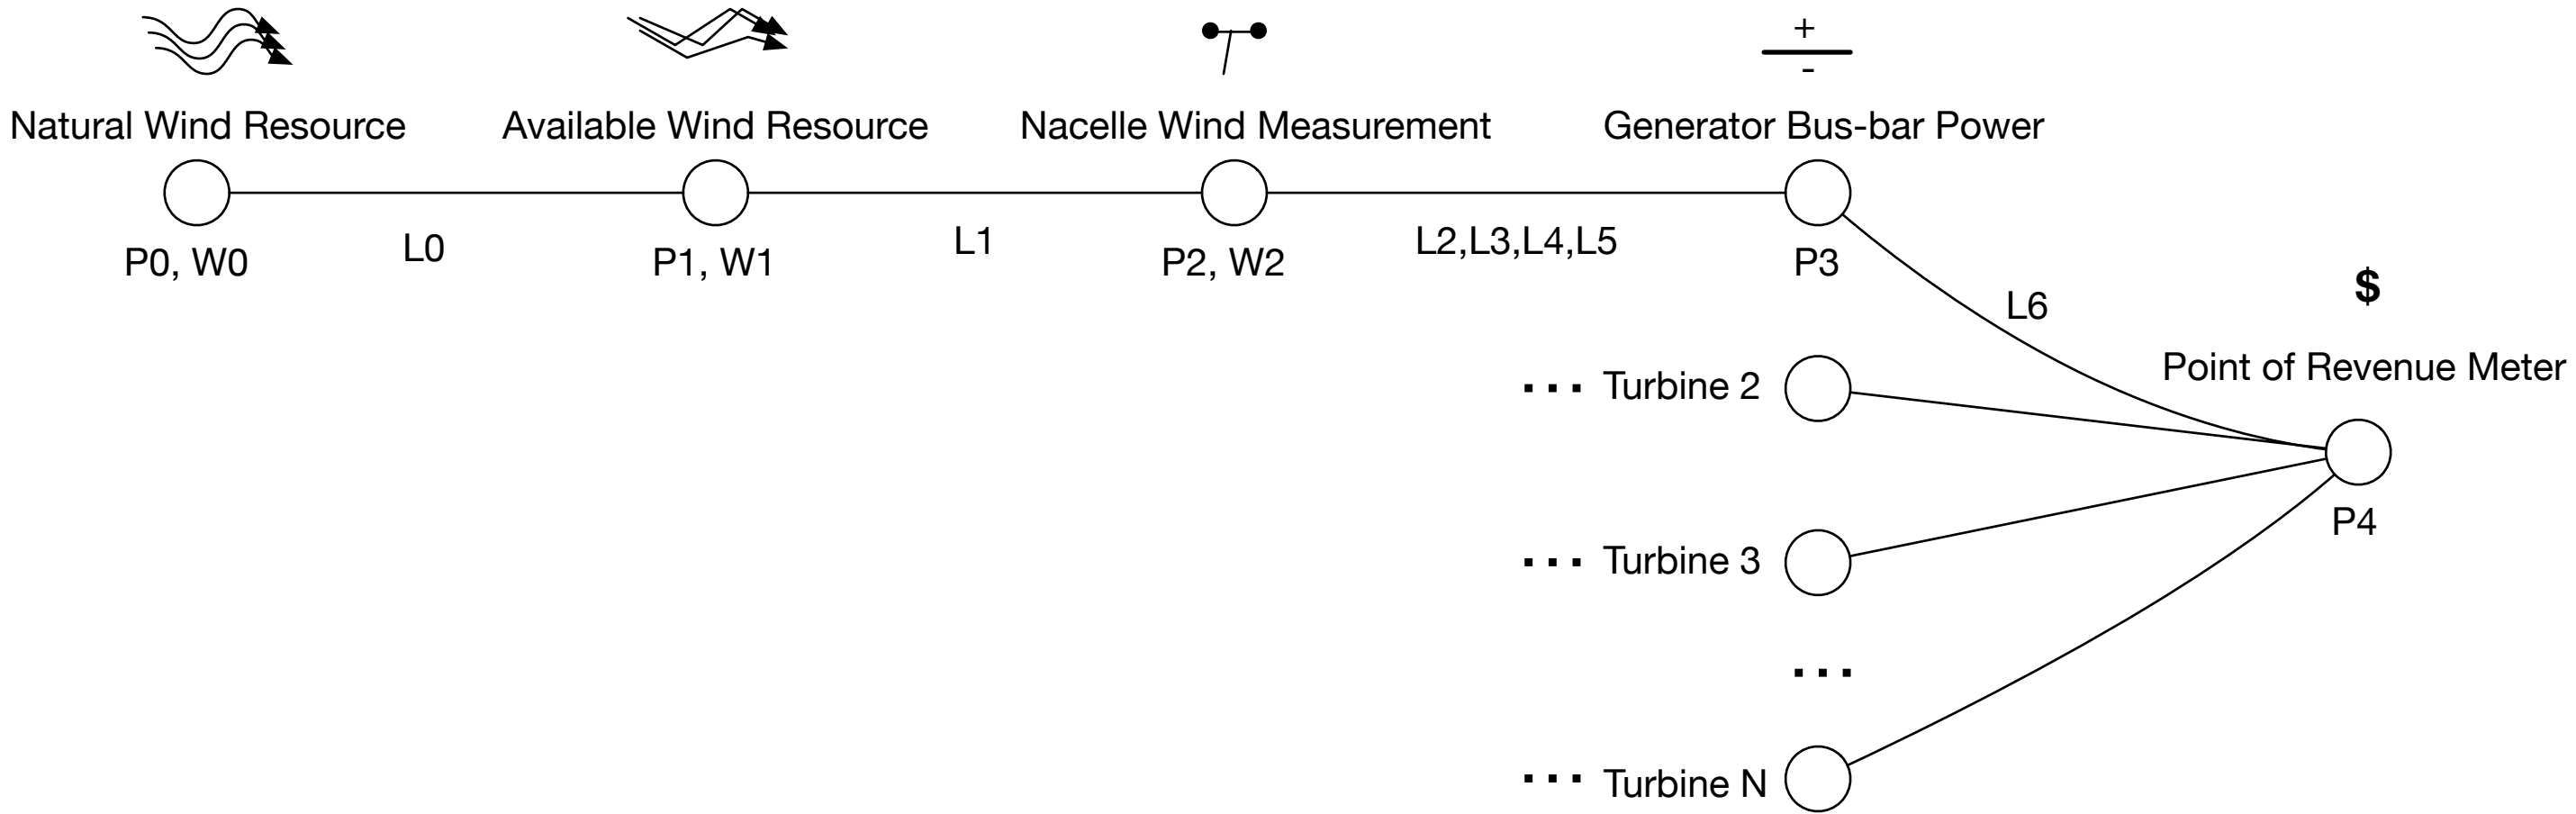 +
-
Natural Wind Resource
Available Wind Resource
Nacelle Wind Measurement
Generator Bus-bar Power
P0, W0
L0
P1, W1
L1
P2, W2
L2,L3,L4,L5
P3
L6
$
Point of Revenue Meter
... Turbine 2
P4
... Turbine 3
...
... Turbine N